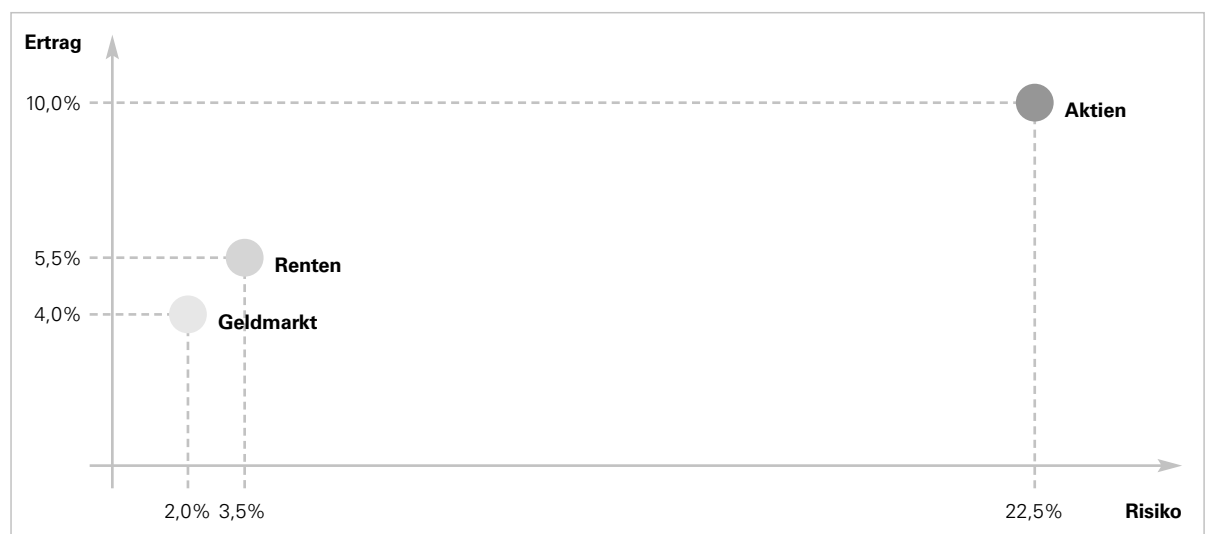 Ertrag
10,0%
Aktien
5,5%
Renten
4,0%
Geldmarkt
2,0% 3,5% 22,5% Risiko